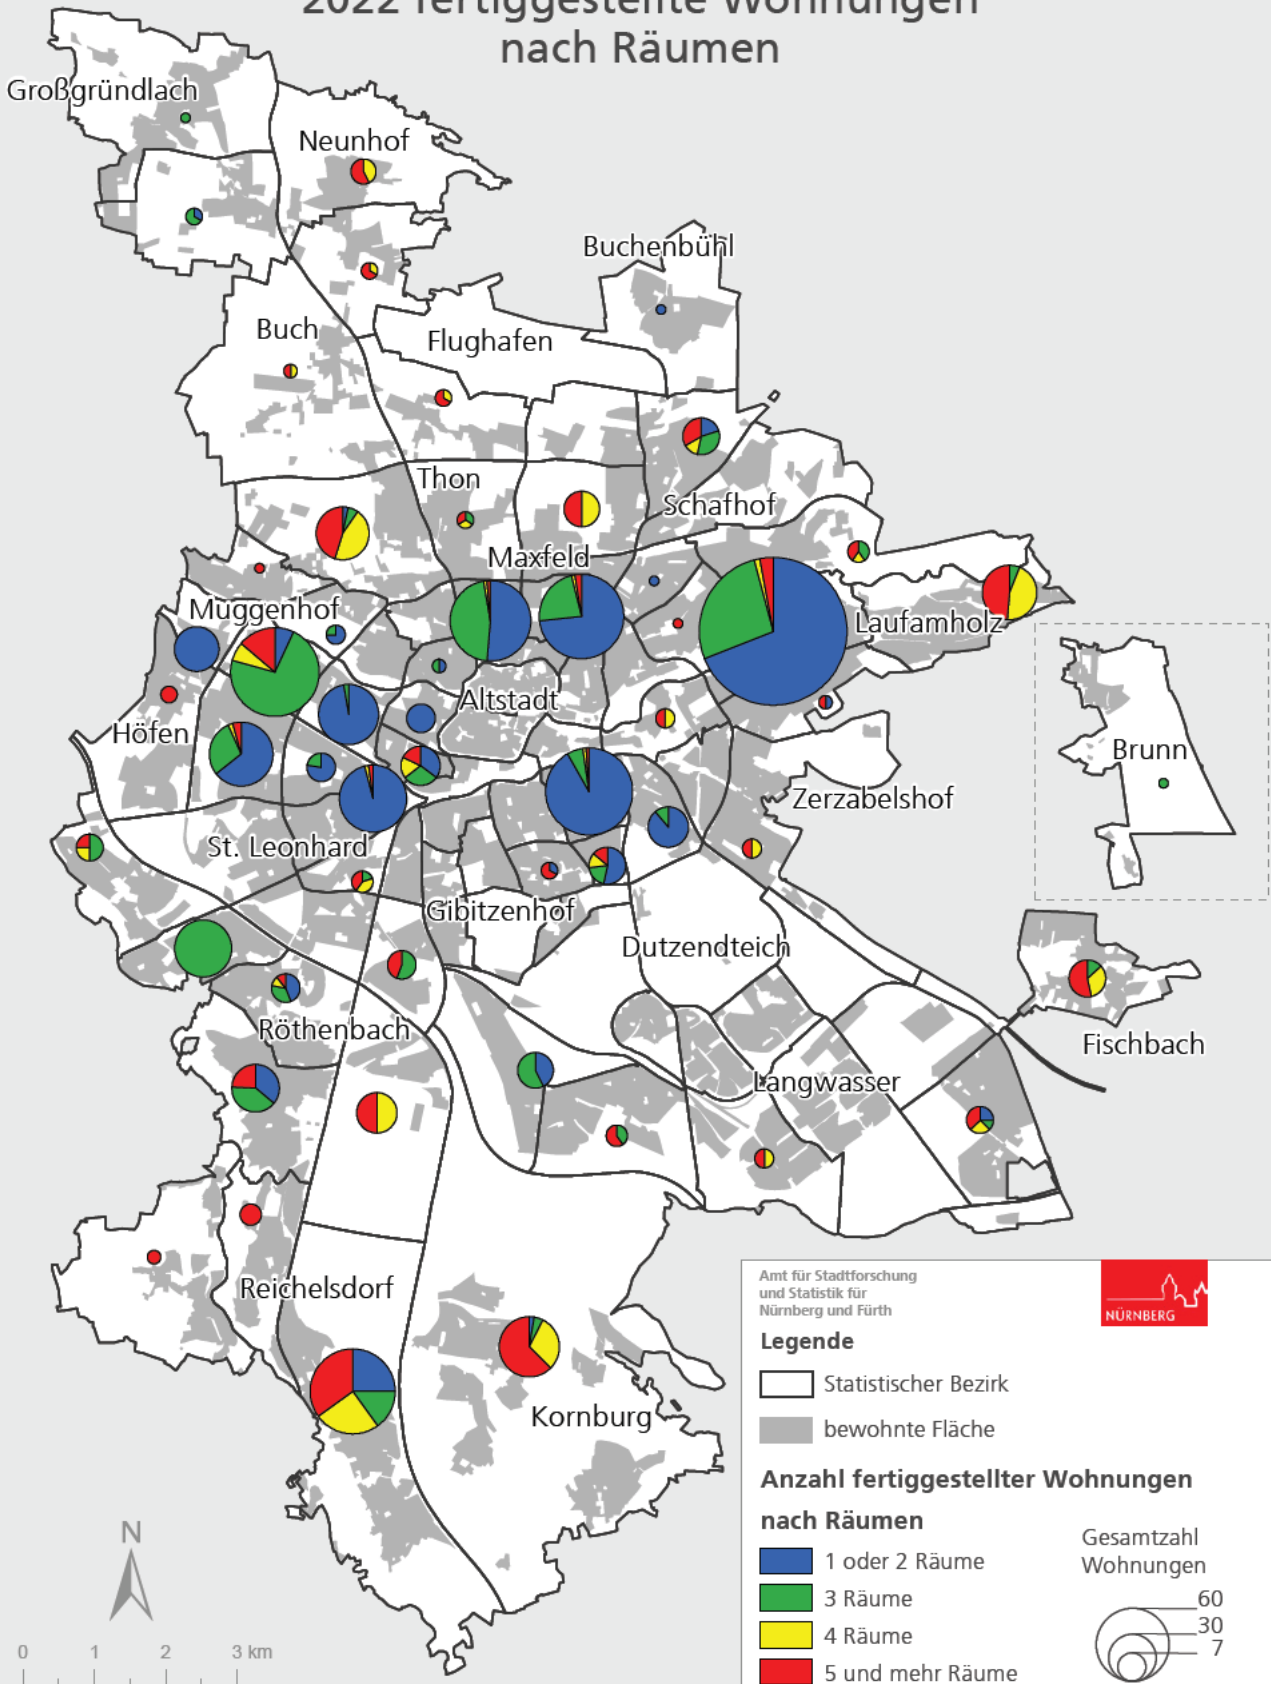 2022 fertiggestellte Wohnungen
nach Räumen
Großgründlach
Neunhof
Buchenbühl
Buch
Flughafen
Thon
Schafhof
Maxfeld
Muggenhof
Laufamholz
Altstadt
Höfen
Brunn
Zerzabelshof
St. Leonhard
Gibitzenhof
Dutzendteich
Röthenbach
Fischbach
Langwasser
Reichelsdorf
Kornburg
Amt für Stadtforschung
und Statistik für
Nürnberg und Fürth
NÜRNBERG
Legende
Statistischer Bezirk
bewohnte Fläche
Anzahl fertiggestellter Wohnungen
nach Räumen
1 oder 2 Räume
3 Räume
4 Räume
5 und mehr Räume
Gesamtzahl
Wohnungen
60
30
7
N
0 1 2 3 km